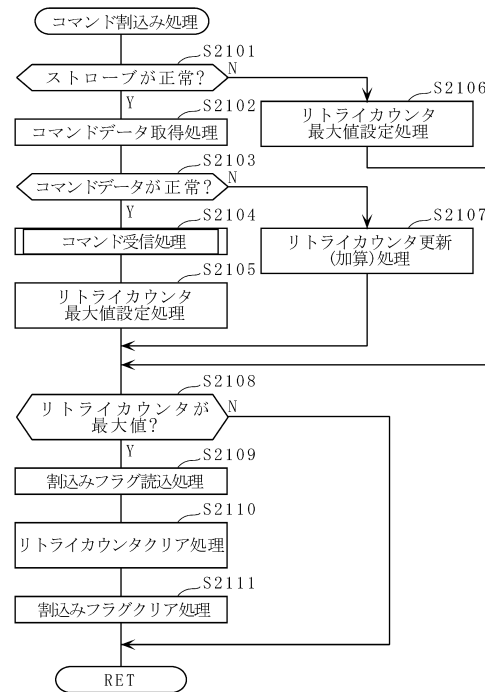 コマンド割込み処理
S2101
ストローブが正常?
N
Y
S2106
リトライカウンタ
最大値設定処理
S2102
コマンドデータ取得処理
S2103
コマンドデータが正常?
N
Y
S2107
リトライカウンタ更新
(加算)処理
S2104
コマンド受信処理
S2105
リトライカウンタ
最大値設定処理
S2108
リトライカウンタが
最大値?
N
Y
S2109
割込みフラグ読込処理
S2110
リトライカウンタクリア処理
S2111
割込みフラグクリア処理
RET